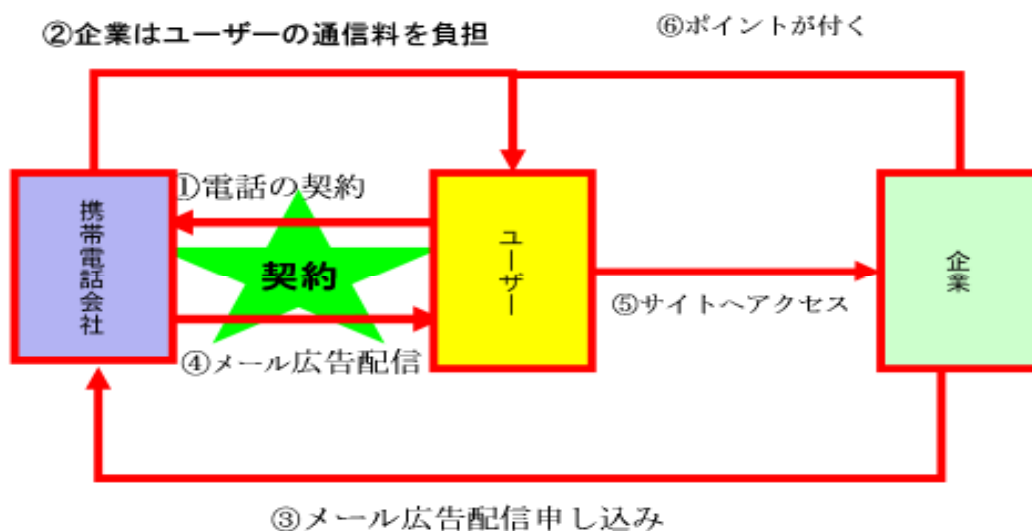 ②企業はユーザーの通信料を負担
⑥ポイントが付く
①電話の契約
携帯電話会社
契約
ユーザー
企業
⑤サイトへアクセス
④メール広告配信
③メール広告配信申し込み